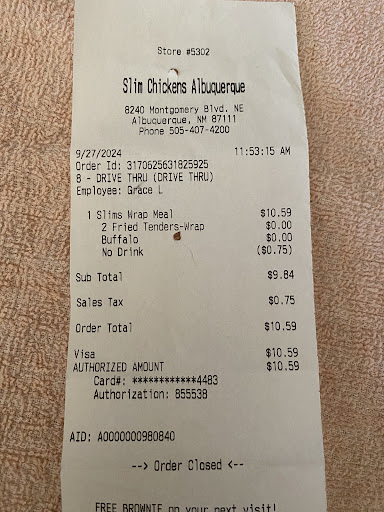 Store #5302
Slim Chickens Albuquerque
8240 Montgomery Blvd. NE
Albuquerque, NM 87111
Phone 505-407-4200
9/27/2024 11:53:15 AM
Order Id: 3170625631825925
8 - DRIVE THRU (DRIVE THRU)
Employee: Grace L
1 Slims Wrap Meal $10.59
2 Fried Tenders-Wrap $0.00
Buffalo $0.00
No Drink ($0.75)
Sub Total $9.84
Sales Tax $0.75
Order Total $10.59
Visa $10.59
AUTHORIZED AMOUNT $10.59
Card#: ************4483
Authorization: 855538
AID: A0000000980840
--> Order Closed <--
FREE BROWNIE on your next visit!